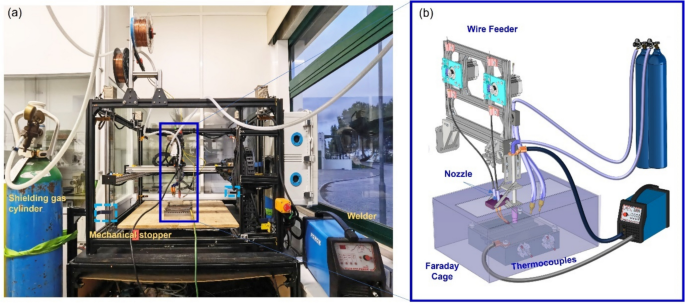 (a)
Shielding gas
cylinder
Mechanical stopper
Welder
(b)
Wire Feeder
Nozzle
Faraday
Cage
Thermocouples